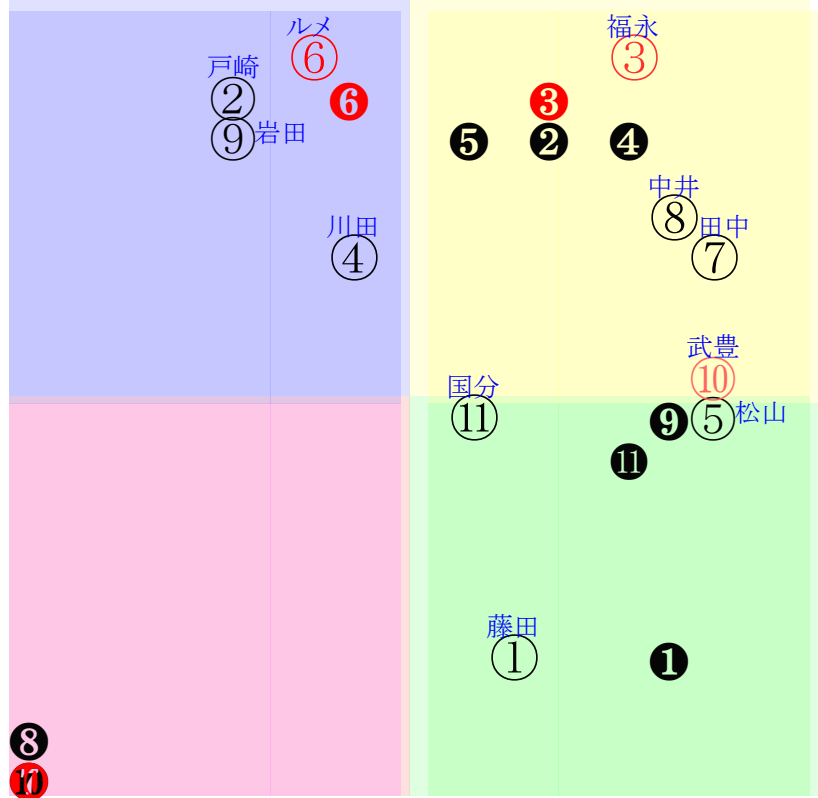 ルメ
⑥
福永
③
戸崎
②
❻
❸
⑨岩田
❺
❷
❹
中井
⑧
川田
④
田中
⑦
武豊
⑩
国分
⑪
❾
⑤松山
⓫
藤田
①
❶
❽